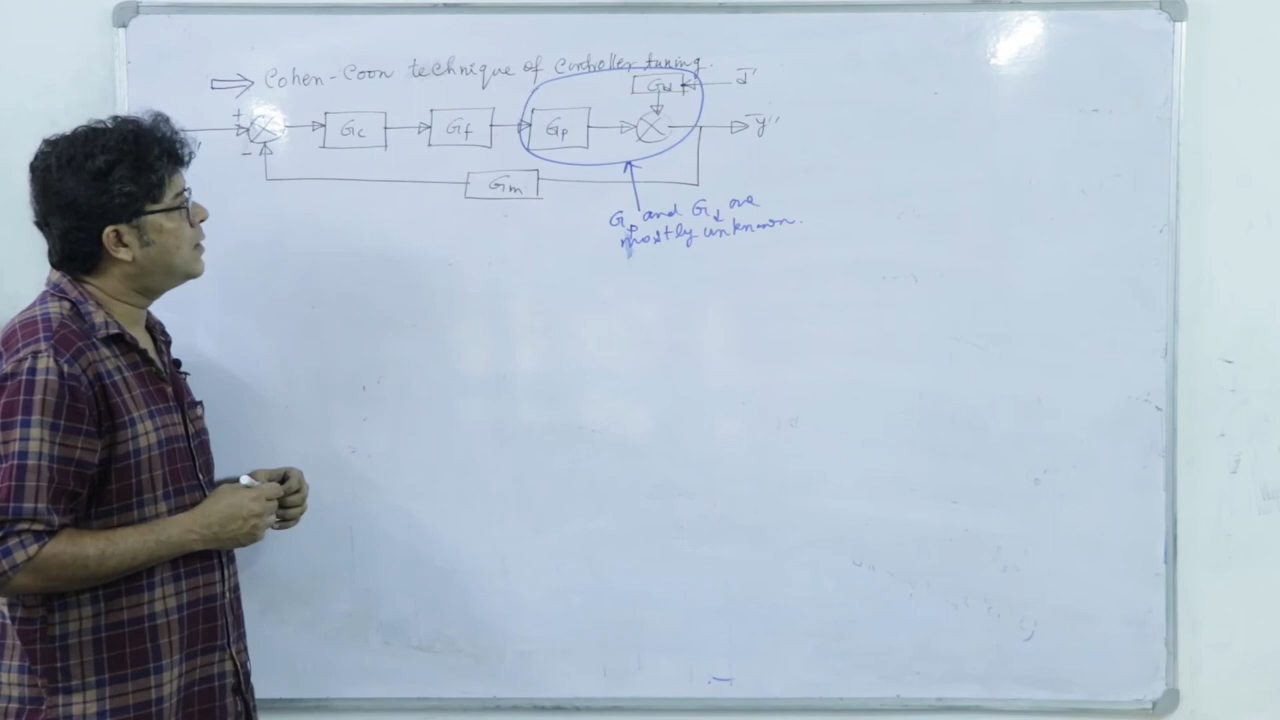 ⇒ Cohen-Coon technique of controller tuning.
Gd d̄'
+ Gc Gf Gp ȳ'
-
Gm
Gp and Gd are
mostly unknown.